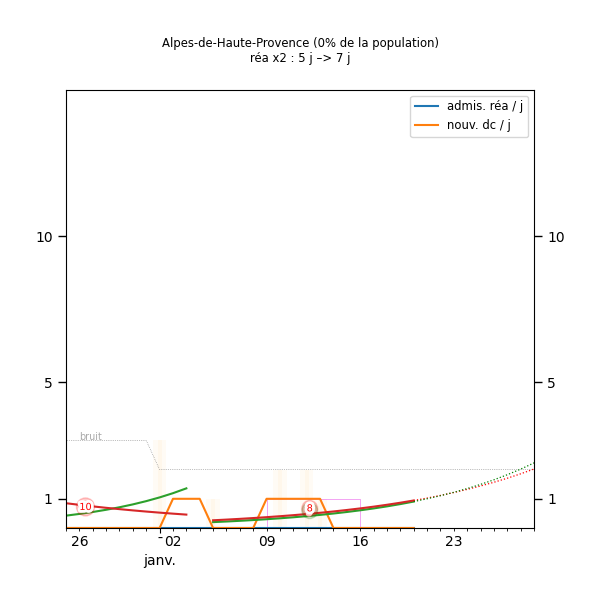 Alpes-de-Haute-Provence (0% de la population)
réa x2 : 5 j –> 7 j
admis. réa / j
nouv. dc / j
10 10
5 5
bruit
1 10 8 1
26 02 09 16 23
janv.